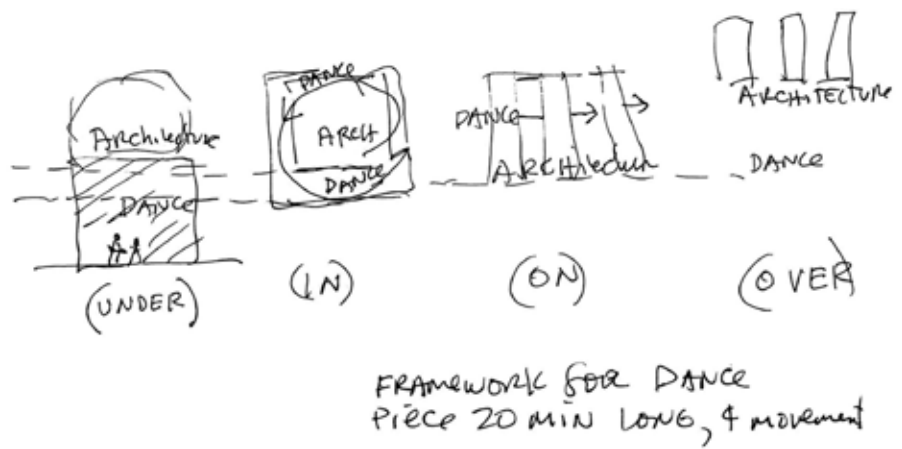 Architecture
DANCE
(UNDER)
DANCE
ARCH
DANCE
(IN)
DANCE
ARCHitecture
(ON)
ARCHITECTURE
DANCE
(OVER)
FRAMEWORK FOR DANCE
PIECE 20 MIN LONG, 4 movement